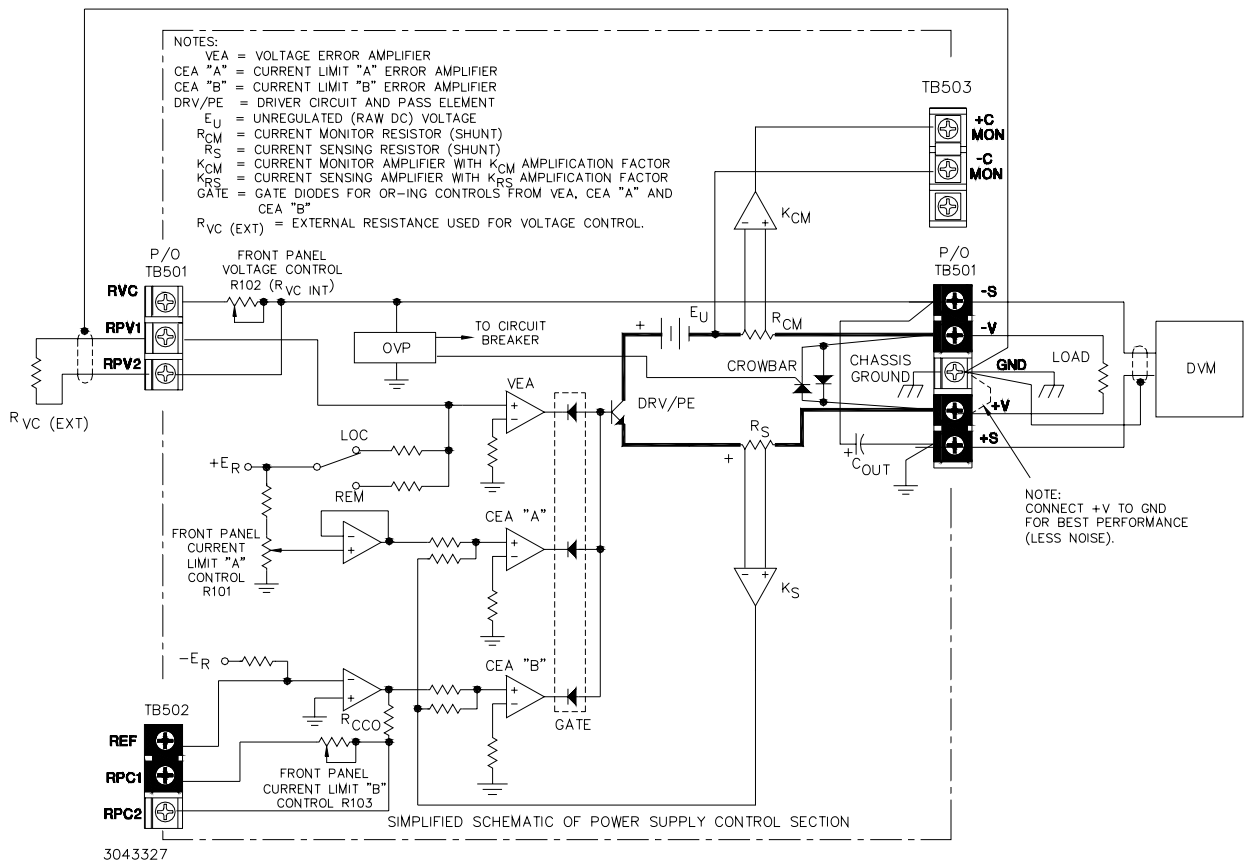 NOTES:
VEA = VOLTAGE ERROR AMPLIFIER
CEA "A" = CURRENT LIMIT "A" ERROR AMPLIFIER
CEA "B" = CURRENT LIMIT "B" ERROR AMPLIFIER
DRV/PE = DRIVER CIRCUIT AND PASS ELEMENT
EU = UNREGULATED (RAW DC) VOLTAGE
RCM = CURRENT MONITOR RESISTOR (SHUNT)
RS = CURRENT SENSING RESISTOR (SHUNT)
KCM = CURRENT MONITOR AMPLIFIER WITH KCM AMPLIFICATION FACTOR
KRS = CURRENT SENSING AMPLIFIER WITH KRS AMPLIFICATION FACTOR
GATE = GATE DIODES FOR OR-ING CONTROLS FROM VEA, CEA "A" AND
CEA "B"
RVC (EXT) = EXTERNAL RESISTANCE USED FOR VOLTAGE CONTROL.
TB503
+C
MON
-C
MON
KCM
- +
P/O
TB501
RVC
RPV1
RPV2
FRONT PANEL
VOLTAGE CONTROL
R102 (RVC INT)
RVC (EXT)
OVP
TO CIRCUIT
BREAKER
+
EU
RCM
CROWBAR
P/O
TB501
-S
-V
GND
+V
+S
CHASSIS
GROUND
LOAD
DVM
VEA
+
-
DRV/PE
RS
+
+
COUT
NOTE:
CONNECT +V TO GND
FOR BEST PERFORMANCE
(LESS NOISE).
LOC
+ER
REM
FRONT PANEL
CURRENT
LIMIT "A"
CONTROL
R101
-
+
CEA "A"
+
-
- +
KS
-ER
-
+
RCCO
CEA "B"
+
-
GATE
TB502
REF
RPC1
RPC2
FRONT PANEL
CURRENT LIMIT "B"
CONTROL R103
SIMPLIFIED SCHEMATIC OF POWER SUPPLY CONTROL SECTION
3043327